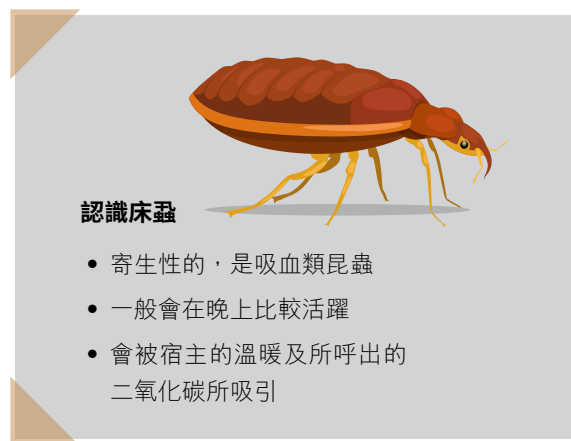 認識床蝨
寄生性的，是吸血類昆蟲
一般會在晚上比較活躍
會被宿主的溫暖及所呼出的
二氧化碳所吸引